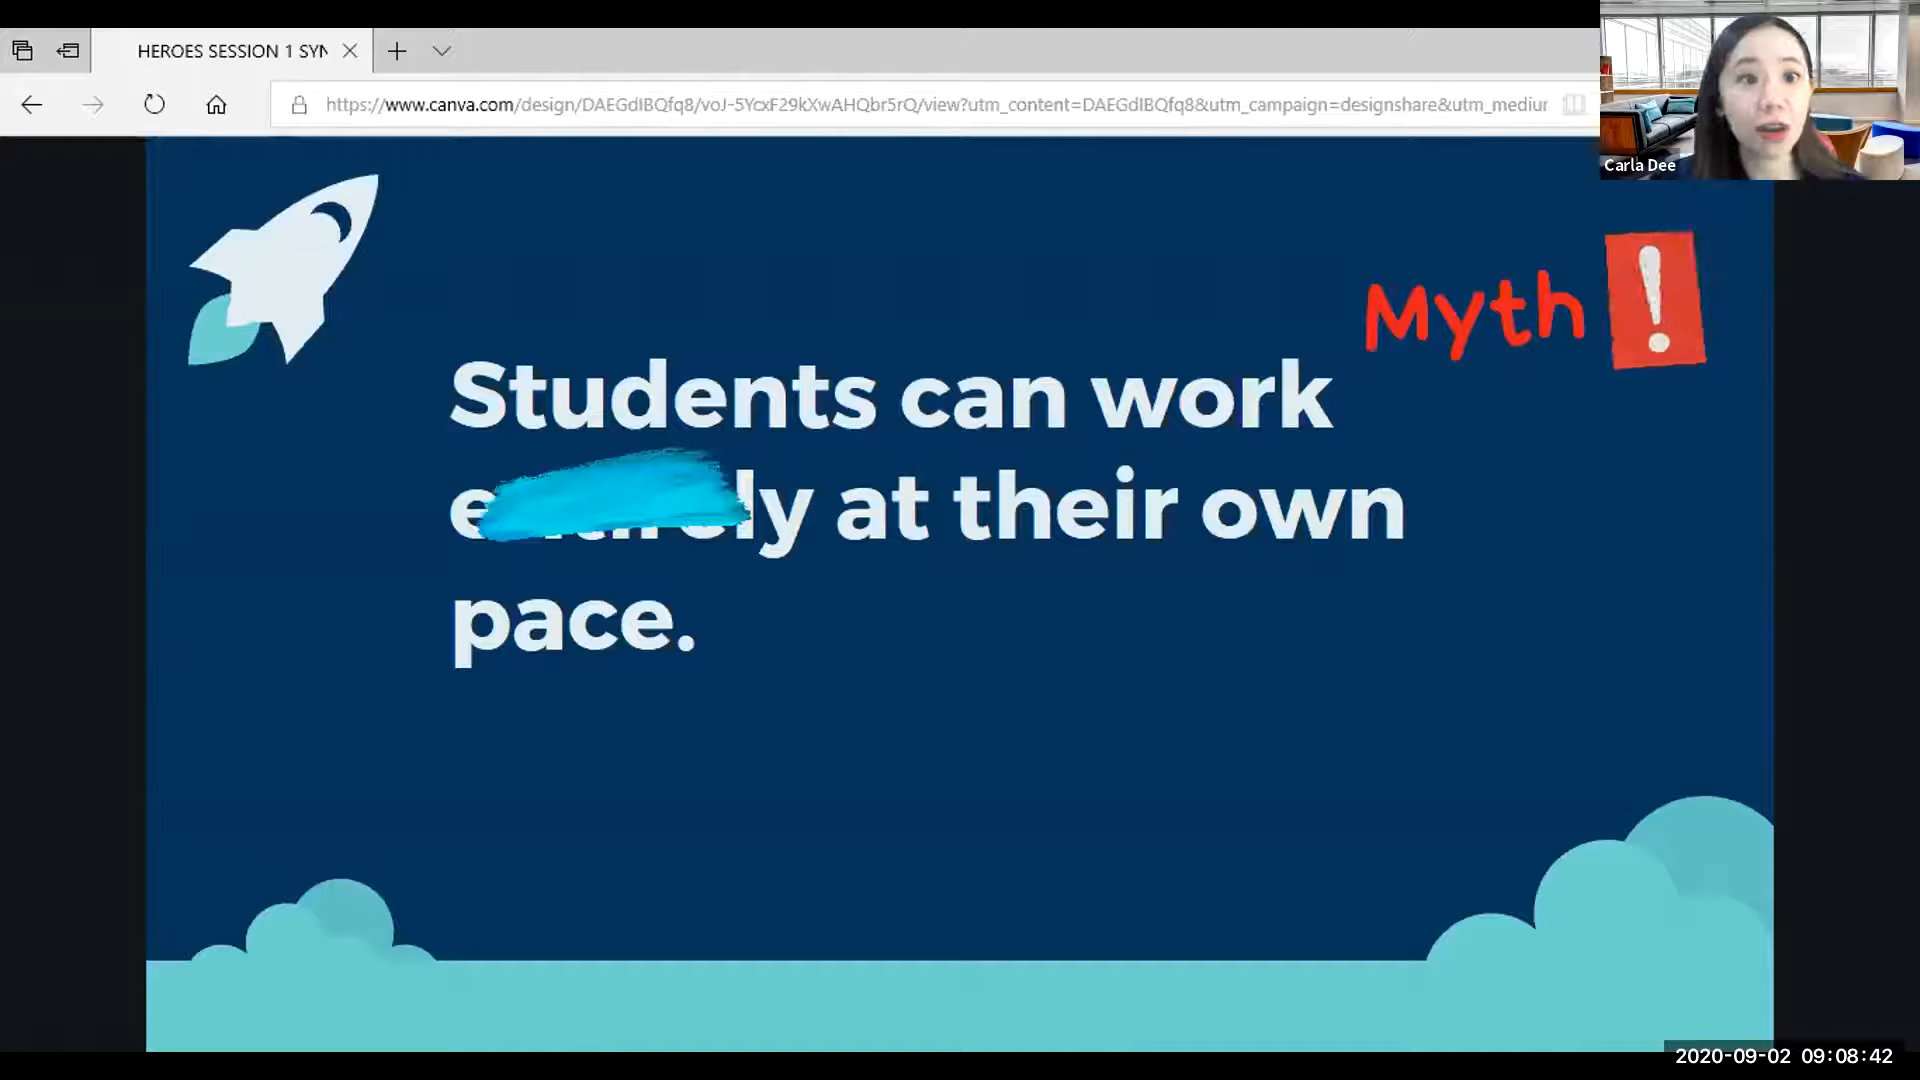 HEROES SESSION 1 SYN
https://www.canva.com/design/DAEGdIBQfq8/voJ-5YcxF29kXwAHQbr5rQ/view?utm_content=DAEGdIBQfq8&utm_campaign=designshare&utm_mediur
Carla Dee
Myth !
Students can work
entirely at their own
pace.
2020-09-02 09:08:42